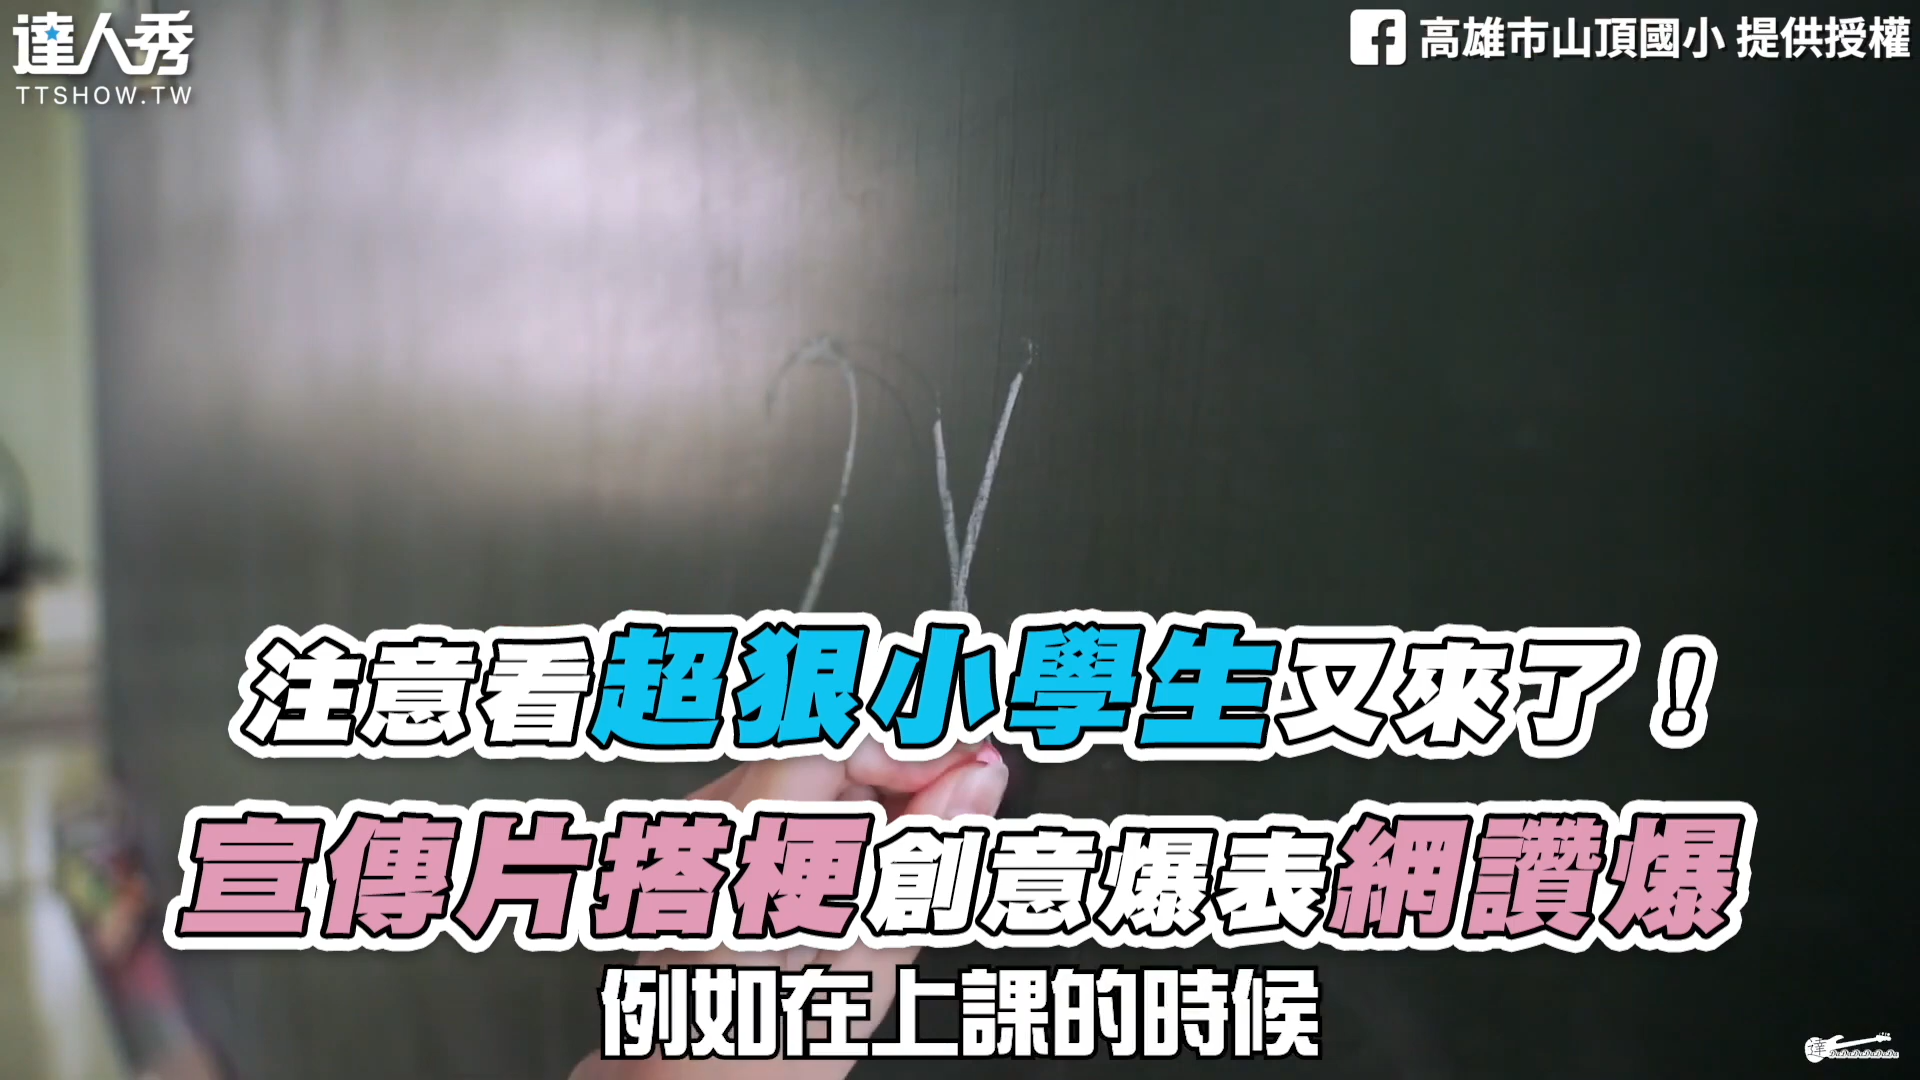 達人秀
TTSHOW.TW
高雄市山頂國小 提供授權
注意看超狠小學生又來了！
宣傳片搭梗創意爆表網讚爆
例如在上課的時候
達 DaDaDaDaDaDa